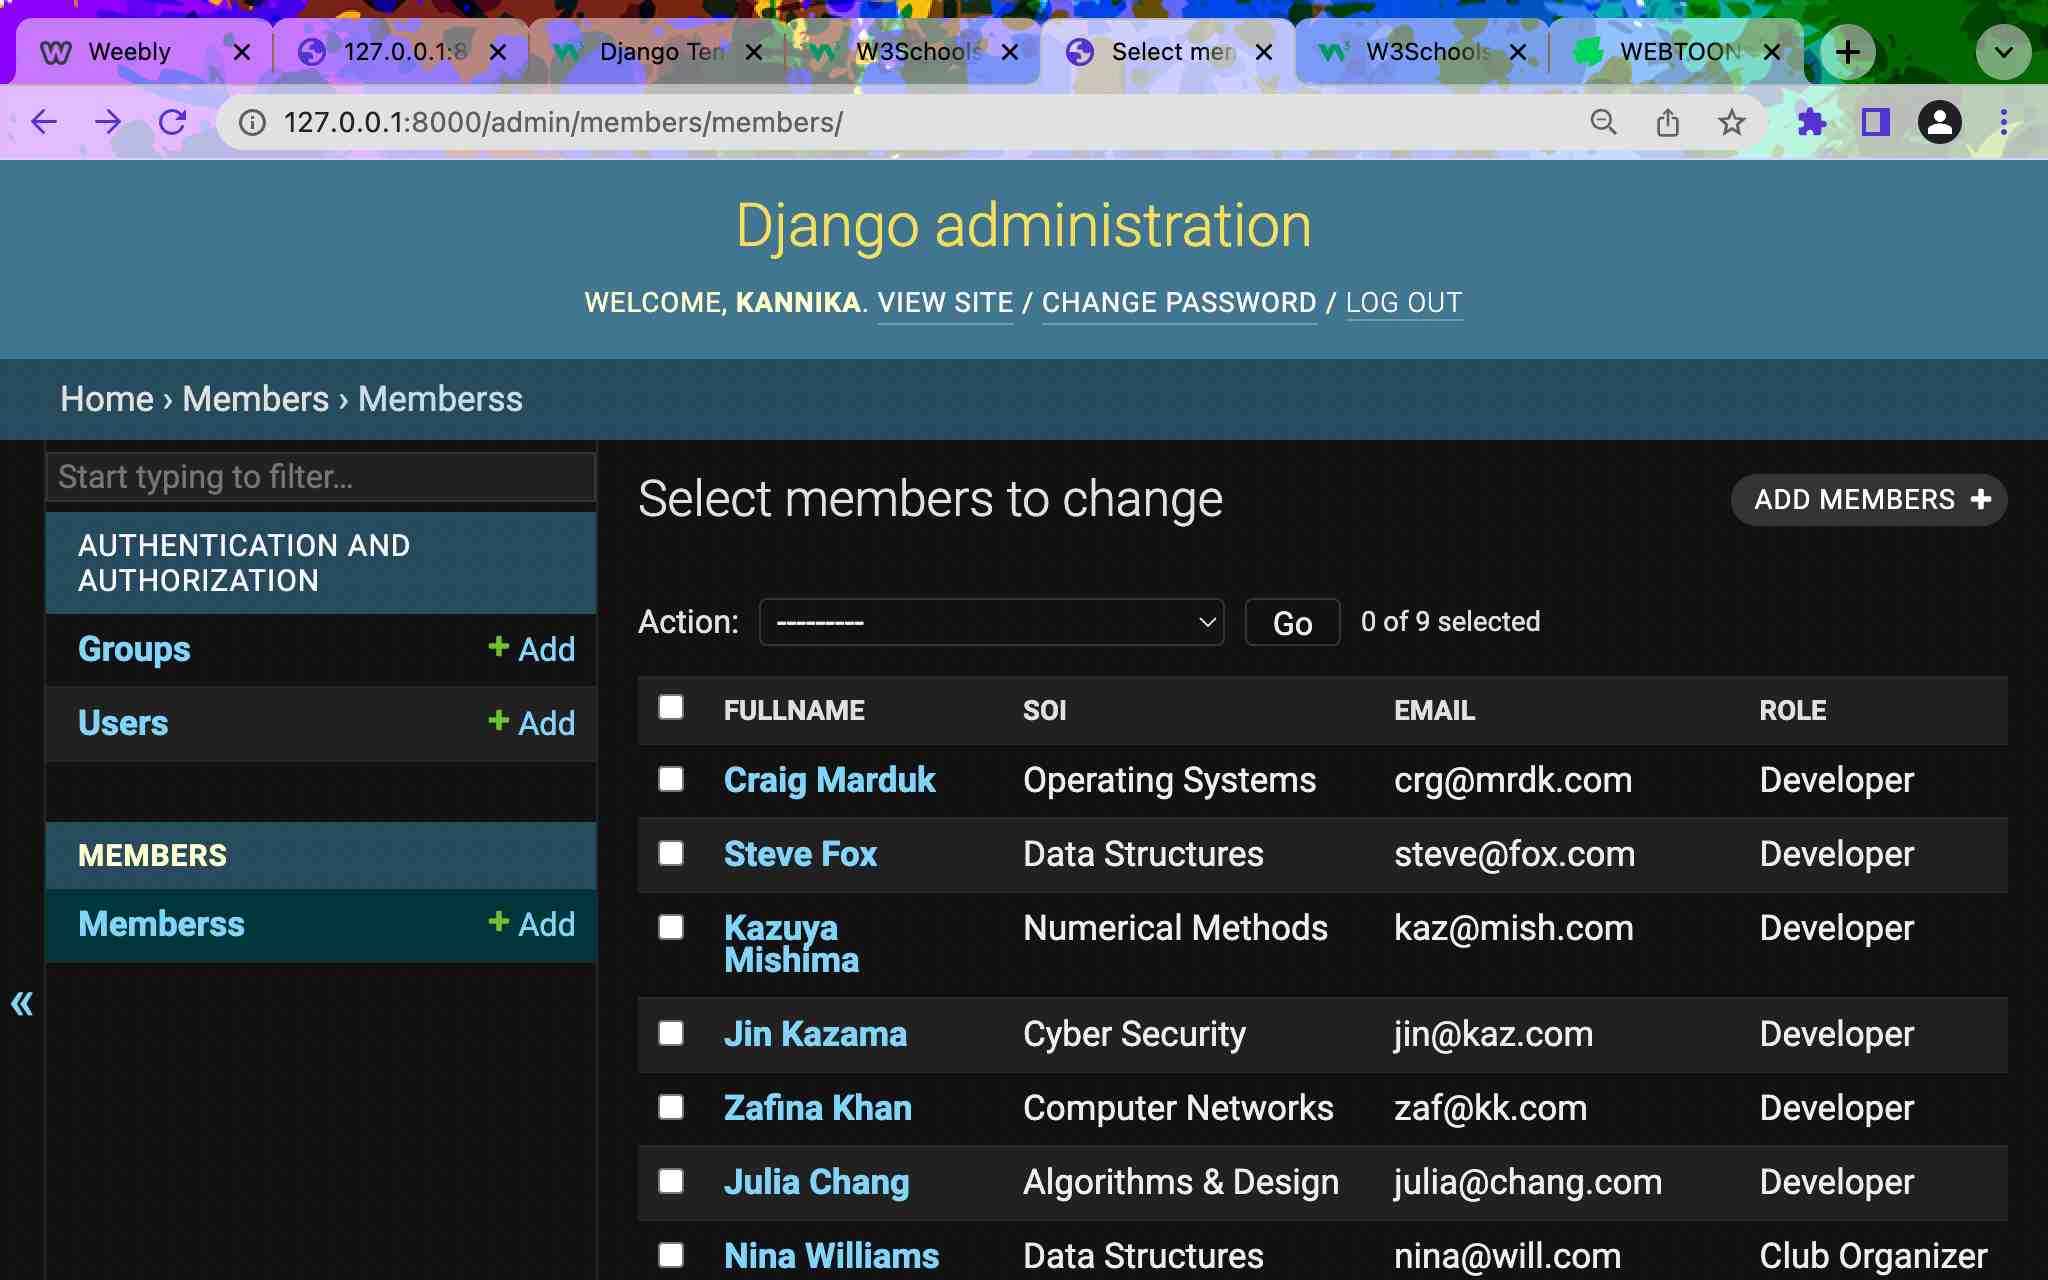 Weebly
127.0.0.1:8
Django Ten
W3Schools
Select mem
W3Schools
WEBTOON
127.0.0.1:8000/admin/members/members/
Django administration
WELCOME, KANNIKA. VIEW SITE / CHANGE PASSWORD / LOG OUT
Home › Members › Memberss
Start typing to filter...
AUTHENTICATION AND
AUTHORIZATION
Groups + Add
Users + Add
MEMBERS
Memberss + Add
«
Select members to change
ADD MEMBERS +
Action: --------- Go 0 of 9 selected
FULLNAME SOI EMAIL ROLE
Craig Marduk Operating Systems crg@mrdk.com Developer
Steve Fox Data Structures steve@fox.com Developer
Kazuya Numerical Methods kaz@mish.com Developer
Mishima
Jin Kazama Cyber Security jin@kaz.com Developer
Zafina Khan Computer Networks zaf@kk.com Developer
Julia Chang Algorithms & Design julia@chang.com Developer
Nina Williams Data Structures nina@will.com Club Organizer